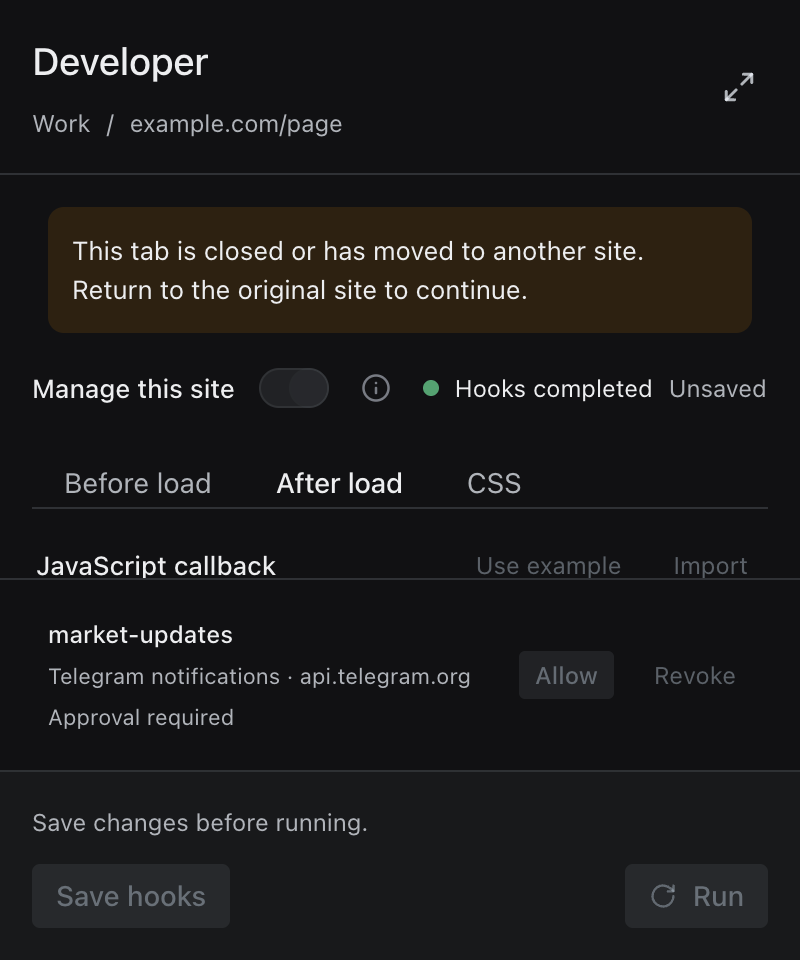 Developer
Work / example.com/page
This tab is closed or has moved to another site.
Return to the original site to continue.
Manage this site Hooks completed Unsaved
Before load After load CSS
JavaScript callback Use example Import
market-updates
Telegram notifications · api.telegram.org Allow Revoke
Approval required
Save changes before running.
Save hooks Run